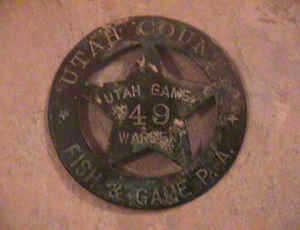 UTAH COUNTY
UTAH GAME
49
WARDEN
FISH & GAME P. A.